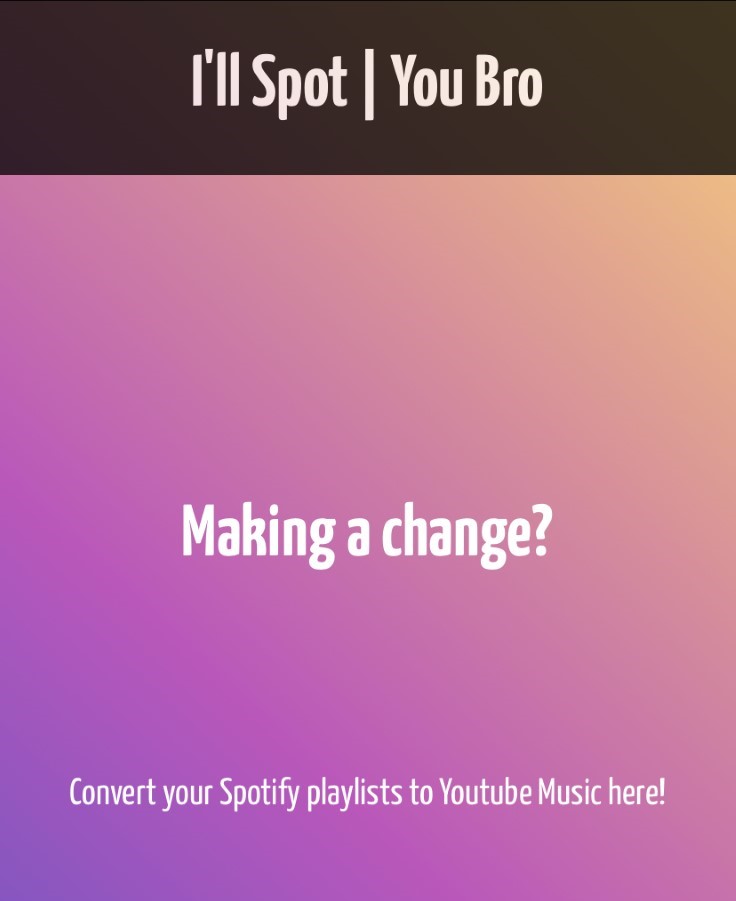 I'll Spot | You Bro
Making a change?
Convert your Spotify playlists to Youtube Music here!